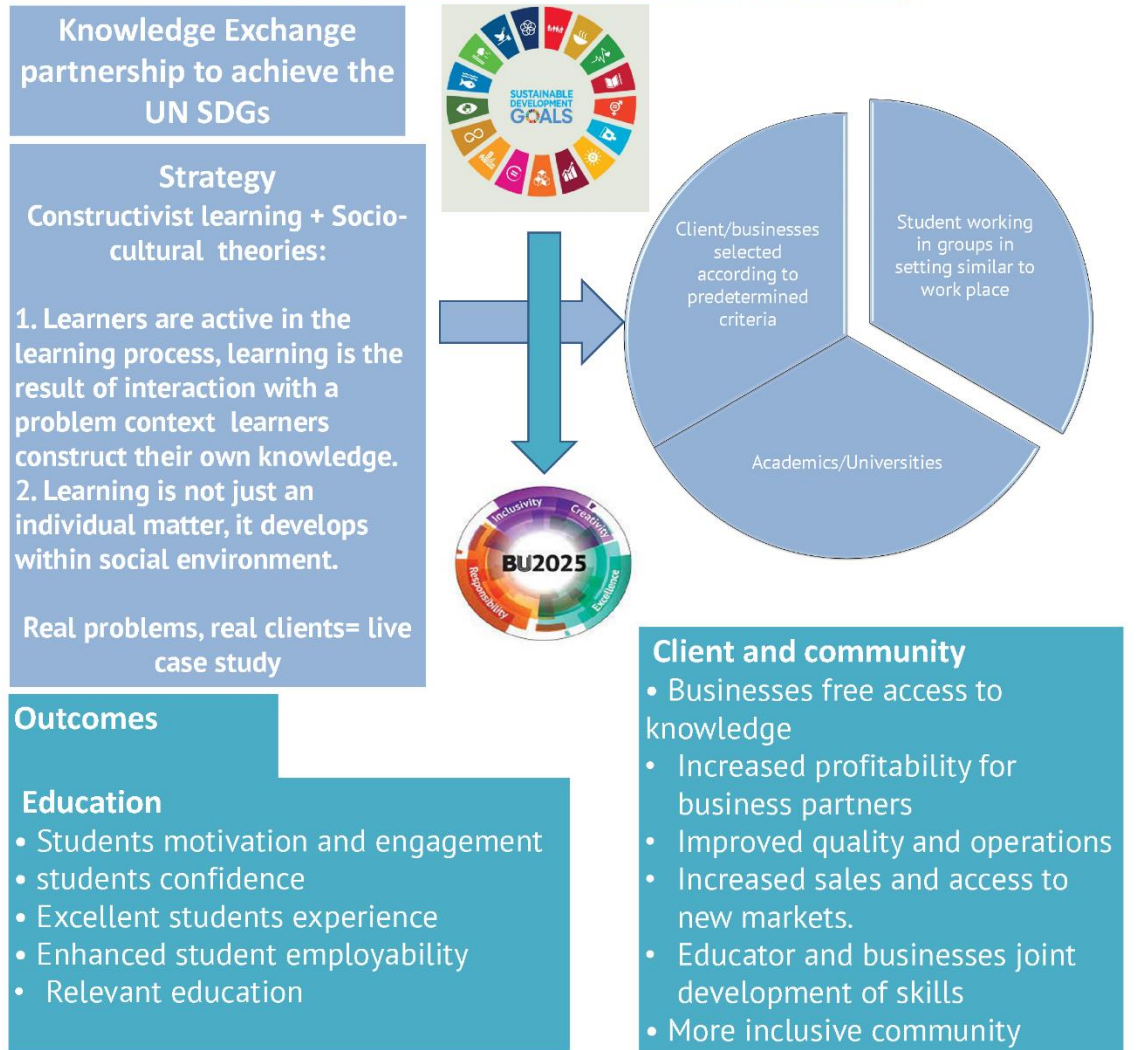 Knowledge Exchange
partnership to achieve the
UN SDGs
SUSTAINABLE
DEVELOPMENT
GOALS
Strategy
Constructivist learning + Socio-
cultural theories:
1. Learners are active in the
learning process, learning is the
result of interaction with a
problem context learners
construct their own knowledge.
2. Learning is not just an
individual matter, it develops
within social environment.
Real problems, real clients= live
case study
Client/businesses
selected
according to
predetermined
criteria
Student working
in groups in
setting similar to
work place
Academics/Universities
Inclusivity
Creativity
BU2025
Responsibility
Excellence
Outcomes
Education
• Students motivation and engagement
• students confidence
• Excellent students experience
• Enhanced student employability
• Relevant education
Client and community
• Businesses free access to
knowledge
• Increased profitability for
business partners
• Improved quality and operations
• Increased sales and access to
new markets.
• Educator and businesses joint
development of skills
• More inclusive community